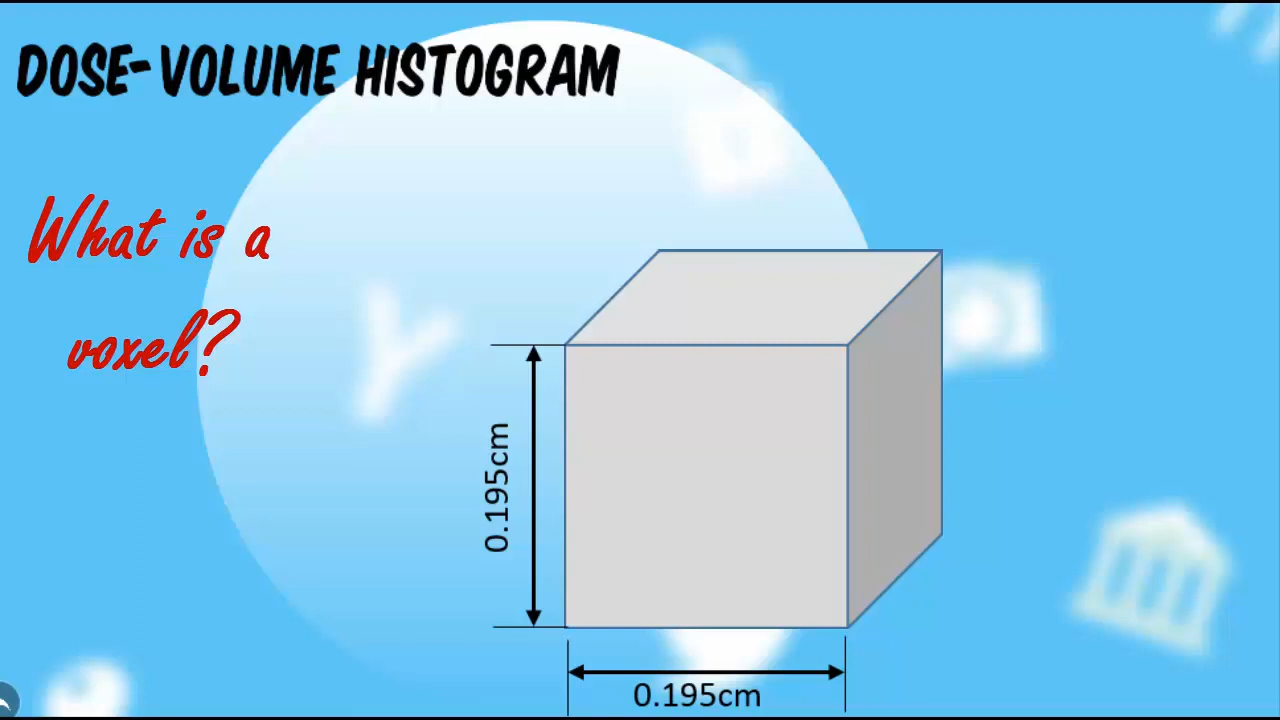 DOSE-VOLUME HISTOGRAM
What is a
voxel?
0.195cm
0.195cm